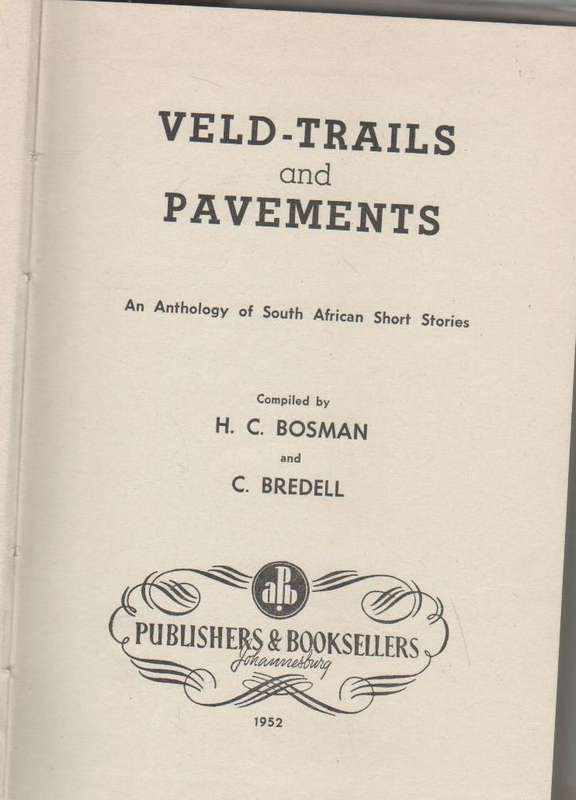 VELD-TRAILS
and
PAVEMENTS
An Anthology of South African Short Stories
Compiled by
H. C. BOSMAN
and
C. BREDELL
aPb
PUBLISHERS & BOOKSELLERS
Johannesburg
1952